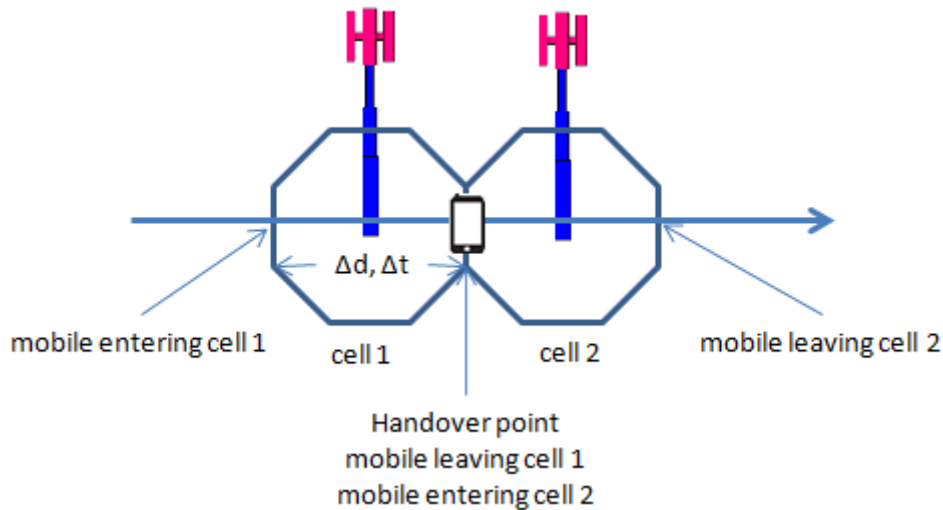 Δd, Δt
mobile entering cell 1
cell 1
cell 2
mobile leaving cell 2
Handover point
mobile leaving cell 1
mobile entering cell 2